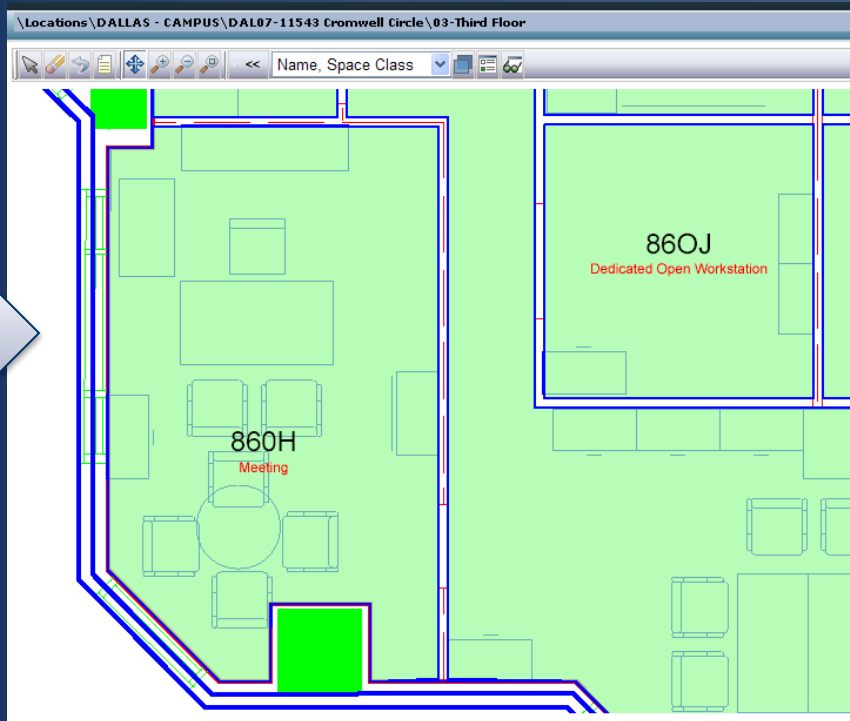 \Locations\DALLAS - CAMPUS\DAL07-11543 Cromwell Circle\03-Third Floor
<< Name, Space Class
86OJ
Dedicated Open Workstation
860H
Meeting